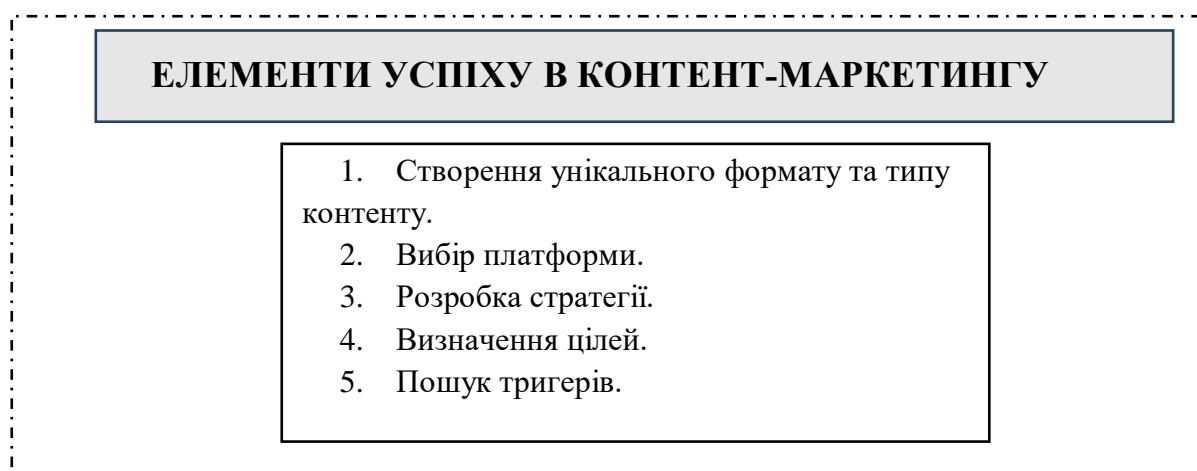 ЕЛЕМЕНТИ УСПІХУ В КОНТЕНТ-МАРКЕТИНГУ
1. Створення унікального формату та типу
контенту.
2. Вибір платформи.
3. Розробка стратегії.
4. Визначення цілей.
5. Пошук тригерів.